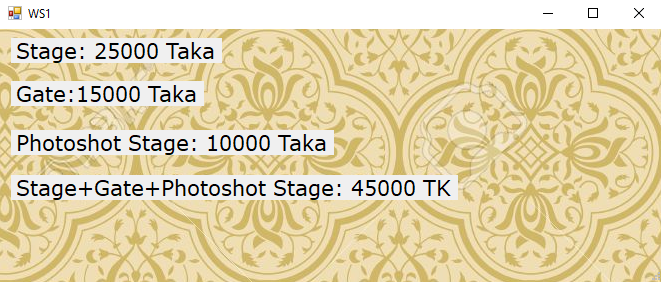 WS1
Stage: 25000 Taka
Gate:15000 Taka
Photoshot Stage: 10000 Taka
Stage+Gate+Photoshot Stage: 45000 TK